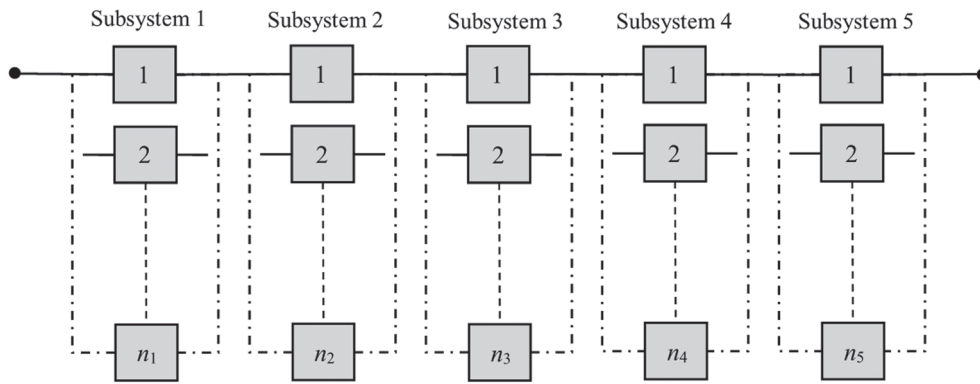 Subsystem 1 Subsystem 2 Subsystem 3 Subsystem 4 Subsystem 5
1 1 1 1 1
2 2 2 2 2
n₁ n₂ n₃ n₄ n₅